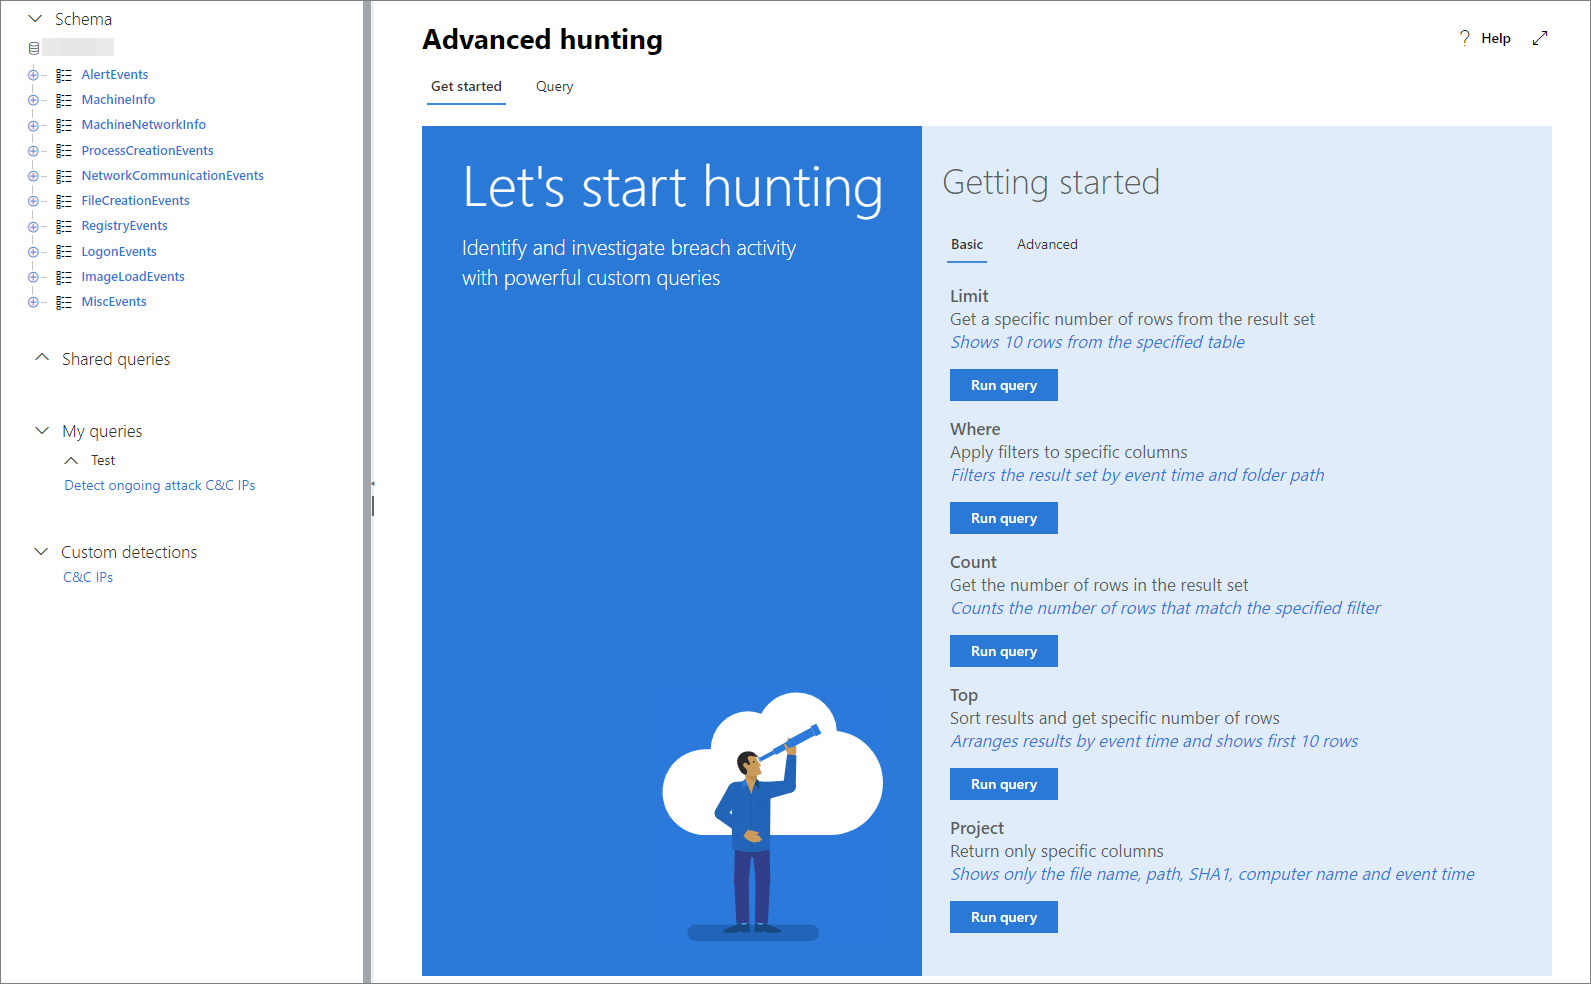 Schema
AlertEvents
MachineInfo
MachineNetworkInfo
ProcessCreationEvents
NetworkCommunicationEvents
FileCreationEvents
RegistryEvents
LogonEvents
ImageLoadEvents
MiscEvents
Shared queries
My queries
Test
Detect ongoing attack C&C IPs
Custom detections
C&C IPs
Advanced hunting
? Help
Get started Query
Let's start hunting
Identify and investigate breach activity
with powerful custom queries
Getting started
Basic Advanced
Limit
Get a specific number of rows from the result set
Shows 10 rows from the specified table
Run query
Where
Apply filters to specific columns
Filters the result set by event time and folder path
Run query
Count
Get the number of rows in the result set
Counts the number of rows that match the specified filter
Run query
Top
Sort results and get specific number of rows
Arranges results by event time and shows first 10 rows
Run query
Project
Return only specific columns
Shows only the file name, path, SHA1, computer name and event time
Run query